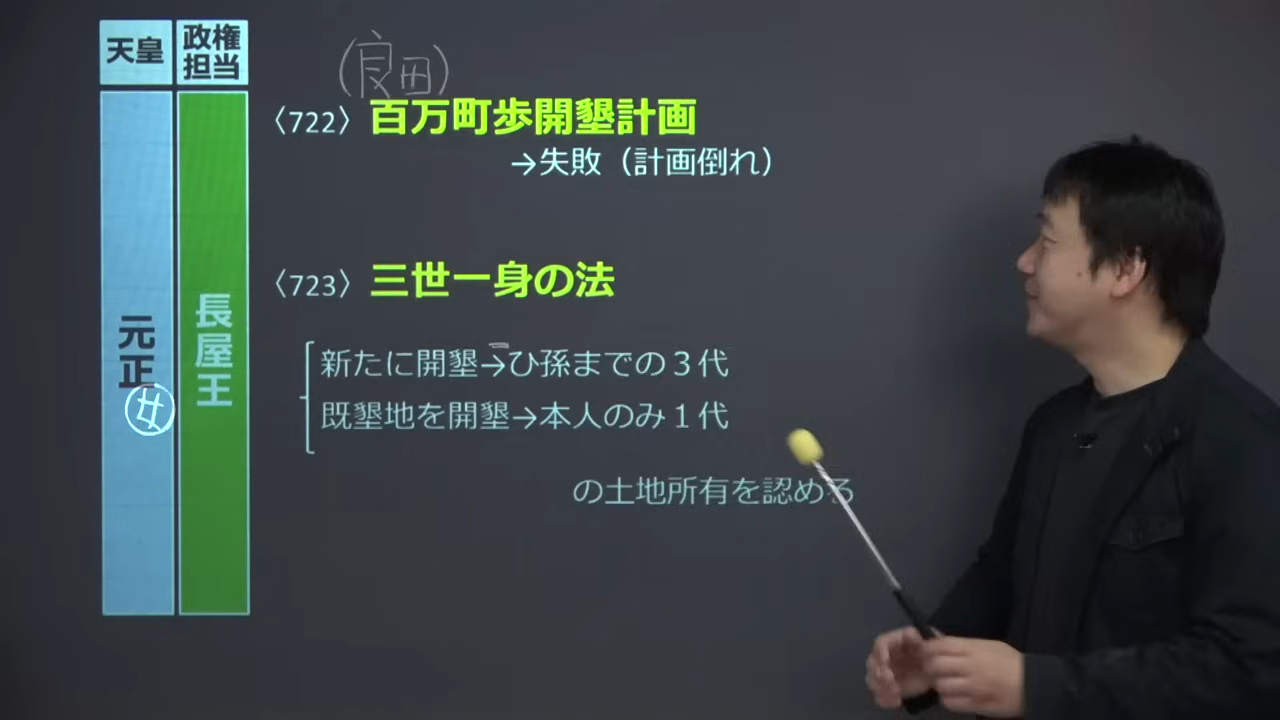 天皇
政権
担当
元正
女
長屋王
（良田）
〈722〉百万町歩開墾計画
→失敗（計画倒れ）
〈723〉三世一身の法
新たに開墾→ひ孫までの３代
既墾地を開墾→本人のみ１代
の土地所有を認める